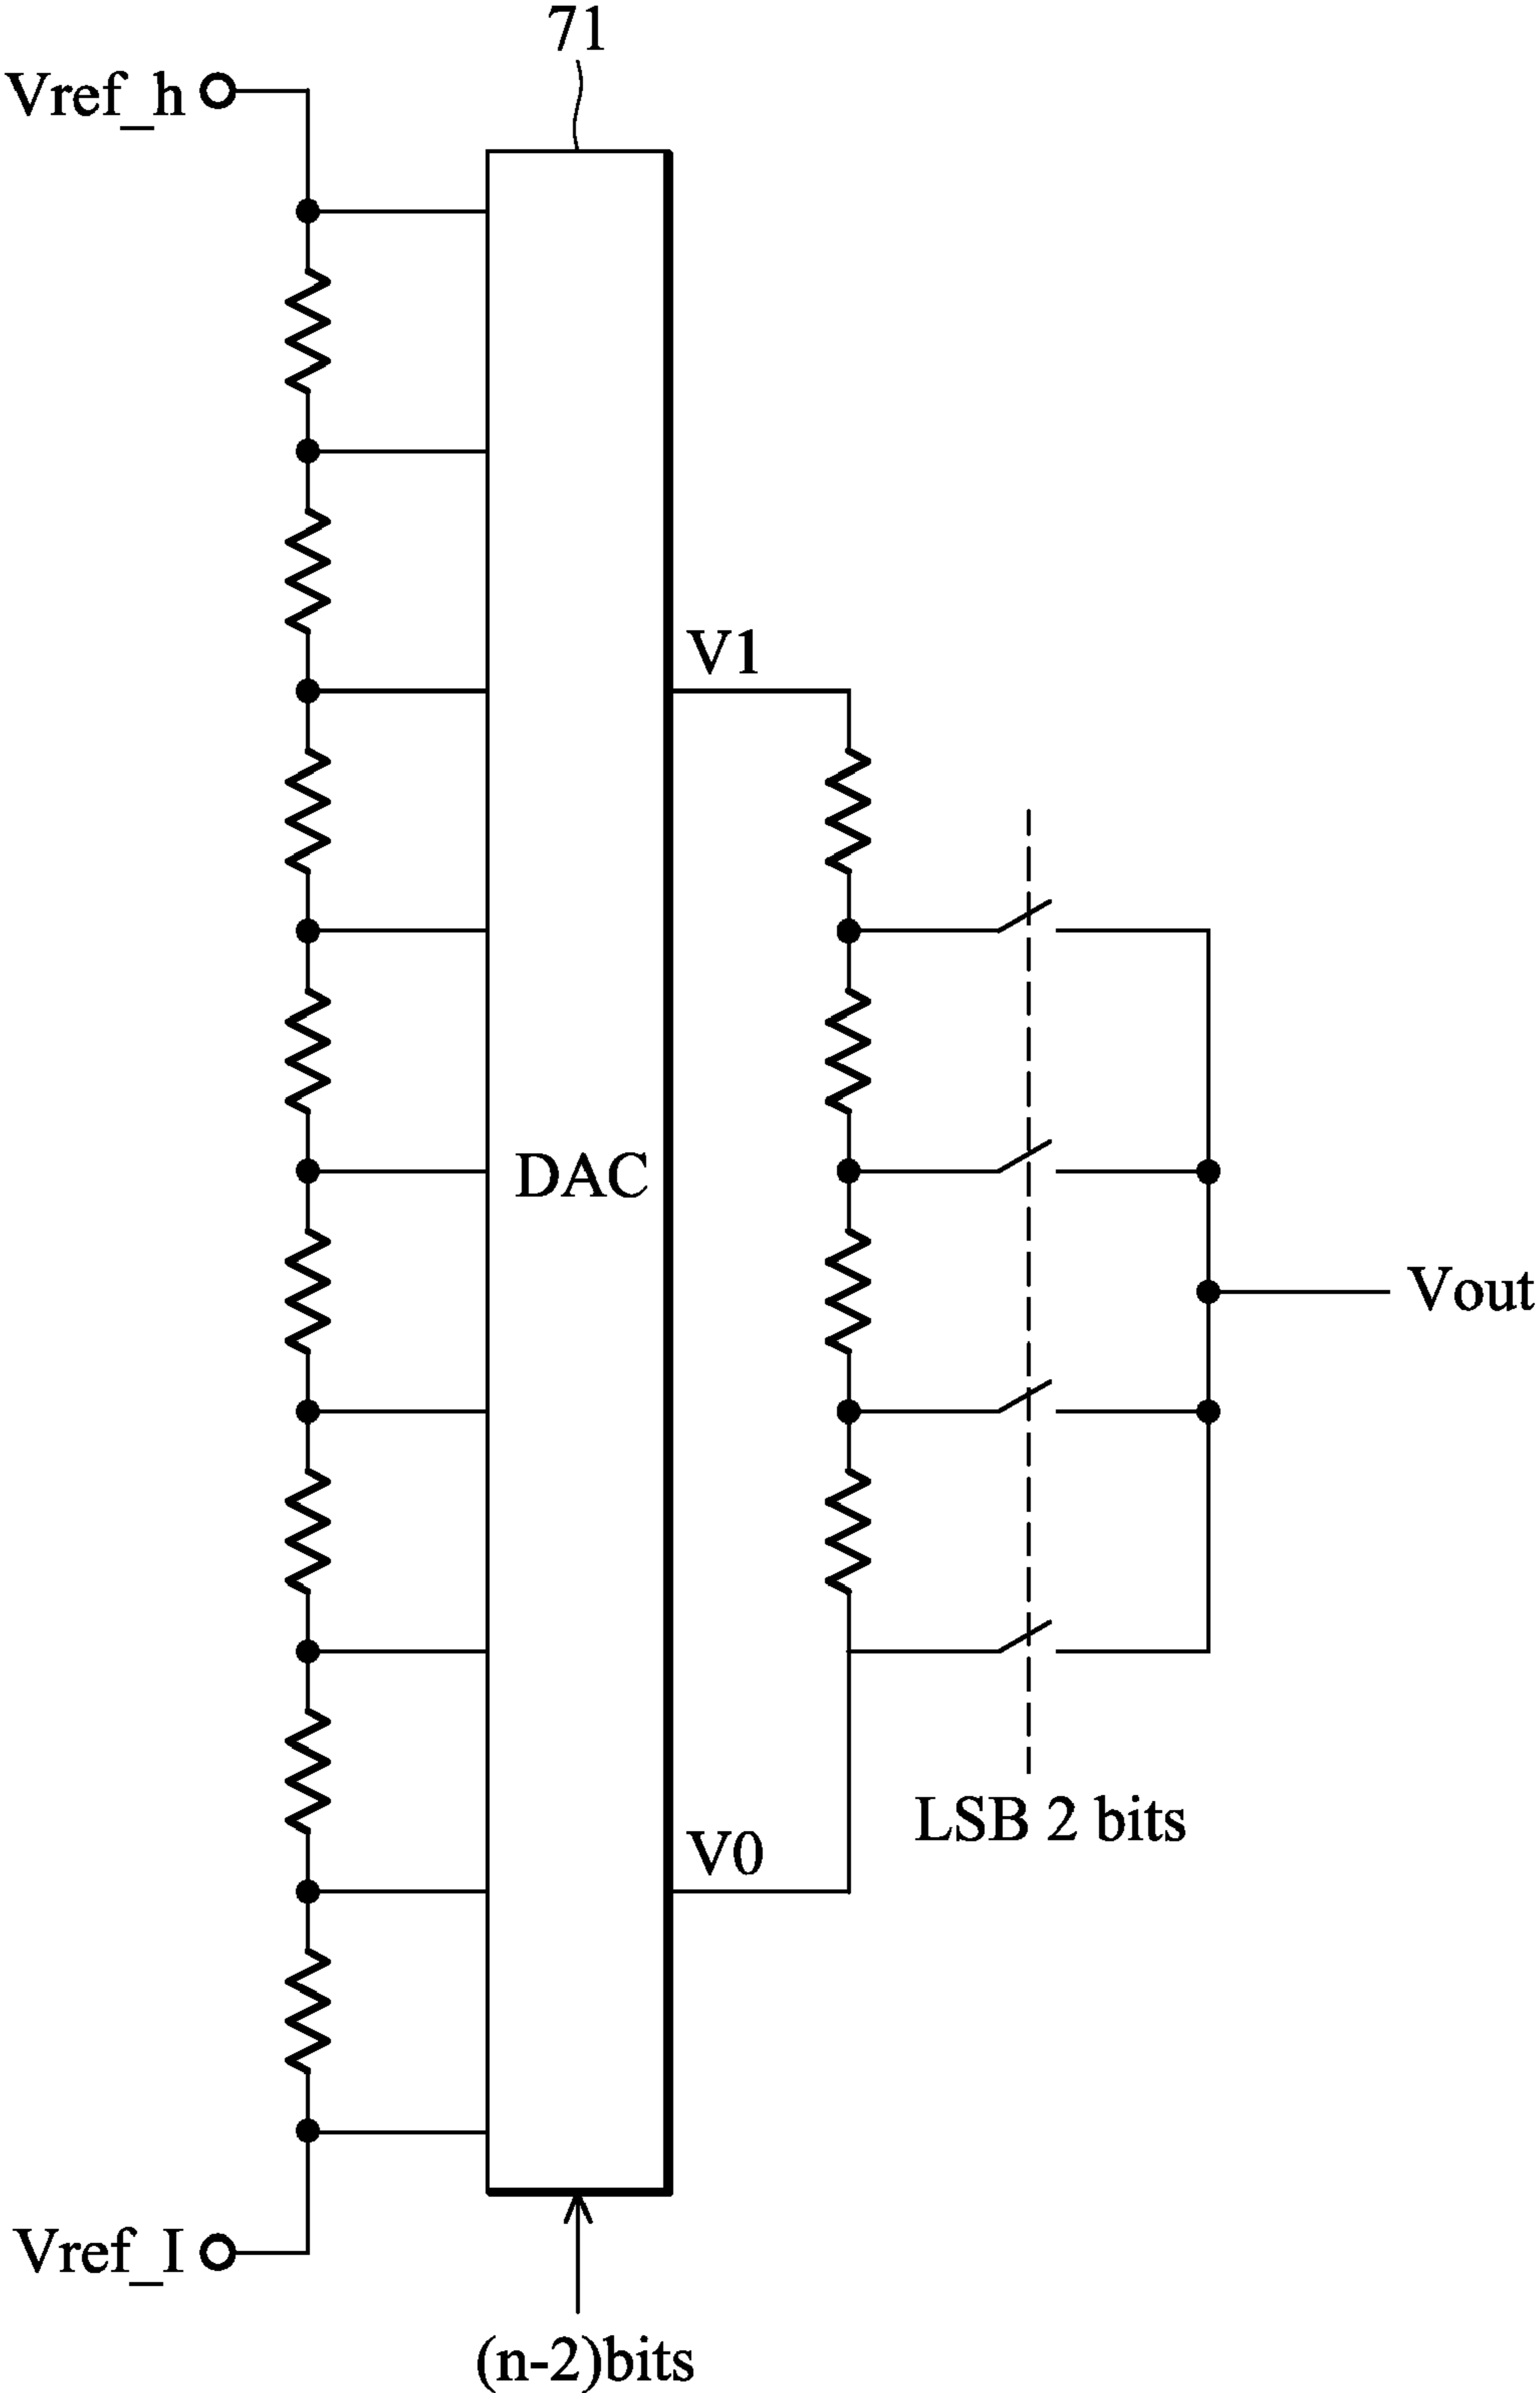 71
Vref_h
V1
DAC
Vout
LSB 2 bits
V0
Vref_I
(n-2)bits